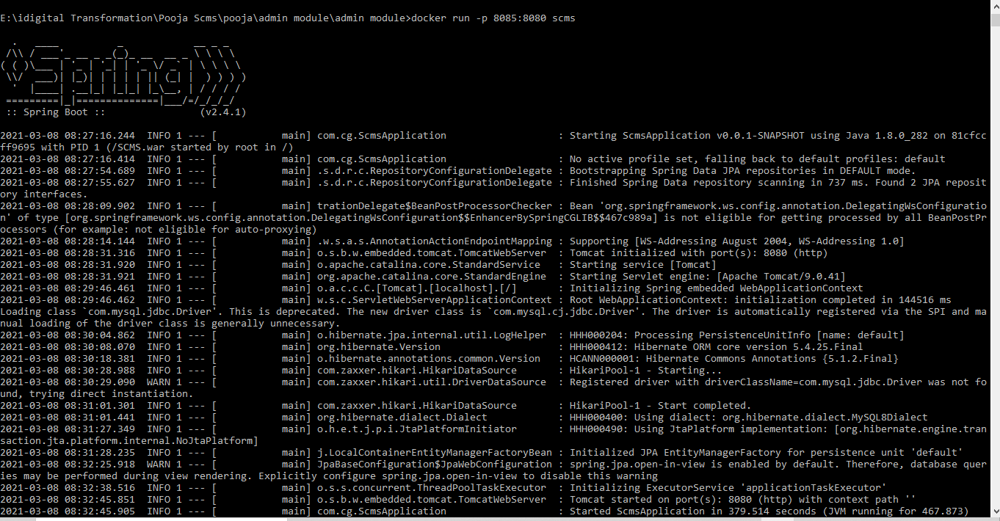 E:\idigital Transformation\Pooja Scms\pooja\admin module\admin module>docker run -p 8085:8080 scms
  .   ____          _            __ _ _
 /\\ / ___'_ __ _ _(_)_ __  __ _ \ \ \ \
( ( )\___ | '_ | '_| | '_ \/ _` | \ \ \ \
 \\/  ___)| |_)| | | | | || (_| |  ) ) ) )
  '  |____| .__|_| |_|_| |_\__, | / / / /
 =========|_|==============|___/=/_/_/_/
 :: Spring Boot ::                (v2.4.1)
2021-03-08 08:27:16.244  INFO 1 --- [           main] com.cg.ScmsApplication                   : Starting ScmsApplication v0.0.1-SNAPSHOT using Java 1.8.0_282 on 81cfcc
ff9695 with PID 1 (/SCMS.war started by root in /)
2021-03-08 08:27:16.414  INFO 1 --- [           main] com.cg.ScmsApplication                   : No active profile set, falling back to default profiles: default
2021-03-08 08:27:54.689  INFO 1 --- [           main] .s.d.r.c.RepositoryConfigurationDelegate : Bootstrapping Spring Data JPA repositories in DEFAULT mode.
2021-03-08 08:27:55.627  INFO 1 --- [           main] .s.d.r.c.RepositoryConfigurationDelegate : Finished Spring Data repository scanning in 737 ms. Found 2 JPA reposit
ory interfaces.
2021-03-08 08:28:09.902  INFO 1 --- [           main] trationDelegate$BeanPostProcessorChecker : Bean 'org.springframework.ws.config.annotation.DelegatingWsConfiguratio
n' of type [org.springframework.ws.config.annotation.DelegatingWsConfiguration$$EnhancerBySpringCGLIB$$467c989a] is not eligible for getting processed by all BeanPostPr
ocessors (for example: not eligible for auto-proxying)
2021-03-08 08:28:14.144  INFO 1 --- [           main] .w.s.a.s.AnnotationActionEndpointMapping : Supporting [WS-Addressing August 2004, WS-Addressing 1.0]
2021-03-08 08:28:31.316  INFO 1 --- [           main] o.s.b.w.embedded.tomcat.TomcatWebServer  : Tomcat initialized with port(s): 8080 (http)
2021-03-08 08:28:31.920  INFO 1 --- [           main] o.apache.catalina.core.StandardService   : Starting service [Tomcat]
2021-03-08 08:28:31.921  INFO 1 --- [           main] org.apache.catalina.core.StandardEngine  : Starting Servlet engine: [Apache Tomcat/9.0.41]
2021-03-08 08:29:46.461  INFO 1 --- [           main] o.a.c.c.C.[Tomcat].[localhost].[/]       : Initializing Spring embedded WebApplicationContext
2021-03-08 08:29:46.462  INFO 1 --- [           main] w.s.c.ServletWebServerApplicationContext : Root WebApplicationContext: initialization completed in 144516 ms
Loading class `com.mysql.jdbc.Driver'. This is deprecated. The new driver class is `com.mysql.cj.jdbc.Driver'. The driver is automatically registered via the SPI and ma
nual loading of the driver class is generally unnecessary.
2021-03-08 08:30:04.862  INFO 1 --- [           main] o.hibernate.jpa.internal.util.LogHelper  : HHH000204: Processing PersistenceUnitInfo [name: default]
2021-03-08 08:30:08.070  INFO 1 --- [           main] org.hibernate.Version                    : HHH000412: Hibernate ORM core version 5.4.25.Final
2021-03-08 08:30:18.381  INFO 1 --- [           main] o.hibernate.annotations.common.Version   : HCANN000001: Hibernate Commons Annotations {5.1.2.Final}
2021-03-08 08:30:28.988  INFO 1 --- [           main] com.zaxxer.hikari.HikariDataSource       : HikariPool-1 - Starting...
2021-03-08 08:30:29.090  WARN 1 --- [           main] com.zaxxer.hikari.util.DriverDataSource  : Registered driver with driverClassName=com.mysql.jdbc.Driver was not fo
und, trying direct instantiation.
2021-03-08 08:31:01.301  INFO 1 --- [           main] com.zaxxer.hikari.HikariDataSource       : HikariPool-1 - Start completed.
2021-03-08 08:31:01.441  INFO 1 --- [           main] org.hibernate.dialect.Dialect            : HHH000400: Using dialect: org.hibernate.dialect.MySQL8Dialect
2021-03-08 08:31:27.349  INFO 1 --- [           main] o.h.e.t.j.p.i.JtaPlatformInitiator       : HHH000490: Using JtaPlatform implementation: [org.hibernate.engine.tran
saction.jta.platform.internal.NoJtaPlatform]
2021-03-08 08:31:28.235  INFO 1 --- [           main] j.LocalContainerEntityManagerFactoryBean : Initialized JPA EntityManagerFactory for persistence unit 'default'
2021-03-08 08:32:25.918  WARN 1 --- [           main] JpaBaseConfiguration$JpaWebConfiguration : spring.jpa.open-in-view is enabled by default. Therefore, database quer
ies may be performed during view rendering. Explicitly configure spring.jpa.open-in-view to disable this warning
2021-03-08 08:32:38.516  INFO 1 --- [           main] o.s.s.concurrent.ThreadPoolTaskExecutor  : Initializing ExecutorService 'applicationTaskExecutor'
2021-03-08 08:32:45.851  INFO 1 --- [           main] o.s.b.w.embedded.tomcat.TomcatWebServer  : Tomcat started on port(s): 8080 (http) with context path ''
2021-03-08 08:32:45.905  INFO 1 --- [           main] com.cg.ScmsApplication                   : Started ScmsApplication in 379.514 seconds (JVM running for 467.873)